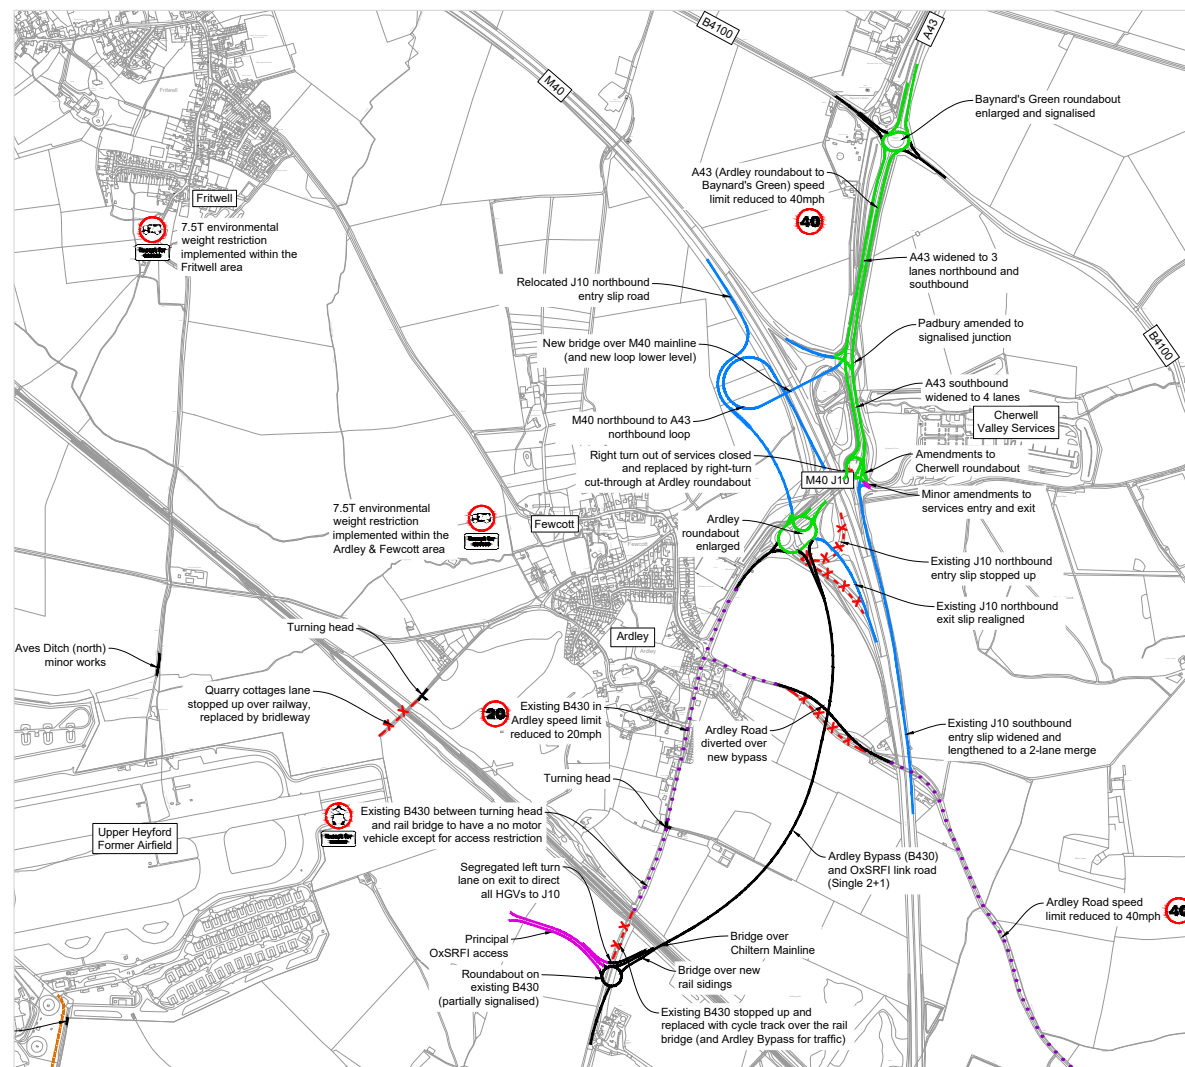 B4100
A43
M40
Baynard's Green roundabout
enlarged and signalised
Fritwell
A43 (Ardley roundabout to
Baynard's Green) speed
limit reduced to 40mph
40
Fritwell
7.5T environmental
weight restriction
implemented within the
Fritwell area
A43 widened to 3
lanes northbound and
southbound
Relocated J10 northbound
entry slip road
Padbury amended to
signalised junction
B4100
New bridge over M40 mainline
(and new loop lower level)
A43 southbound
widened to 4 lanes
Cherwell
Valley Services
M40 northbound to A43
northbound loop
Right turn out of services closed
and replaced by right-turn
cut-through at Ardley roundabout
Amendments to
Cherwell roundabout
M40 J10
Minor amendments to
services entry and exit
7.5T environmental
weight restriction
implemented within the
Ardley & Fewcott area
Fewcott
Ardley
roundabout
enlarged
Existing J10 northbound
entry slip stopped up
Existing J10 northbound
exit slip realigned
Turning head
Ardley
Ardley
Aves Ditch (north)
minor works
Quarry cottages lane
stopped up over railway,
replaced by bridleway
20
Existing B430 in
Ardley speed limit
reduced to 20mph
Ardley Road
diverted over
new bypass
Existing J10 southbound
entry slip widened and
lengthened to a 2-lane merge
Turning head
Upper Heyford
Former Airfield
Existing B430 between turning head
and rail bridge to have a no motor
vehicle except for access restriction
Segregated left turn
lane on exit to direct
all HGVs to J10
Ardley Bypass (B430)
and OxSRFI link road
(Single 2+1)
Ardley Road speed
limit reduced to 40mph
40
Principal
OxSRFI access
Bridge over
Chiltern Mainline
Roundabout on
existing B430
(partially signalised)
Bridge over new
rail sidings
Existing B430 stopped up and
replaced with cycle track over the rail
bridge (and Ardley Bypass for traffic)